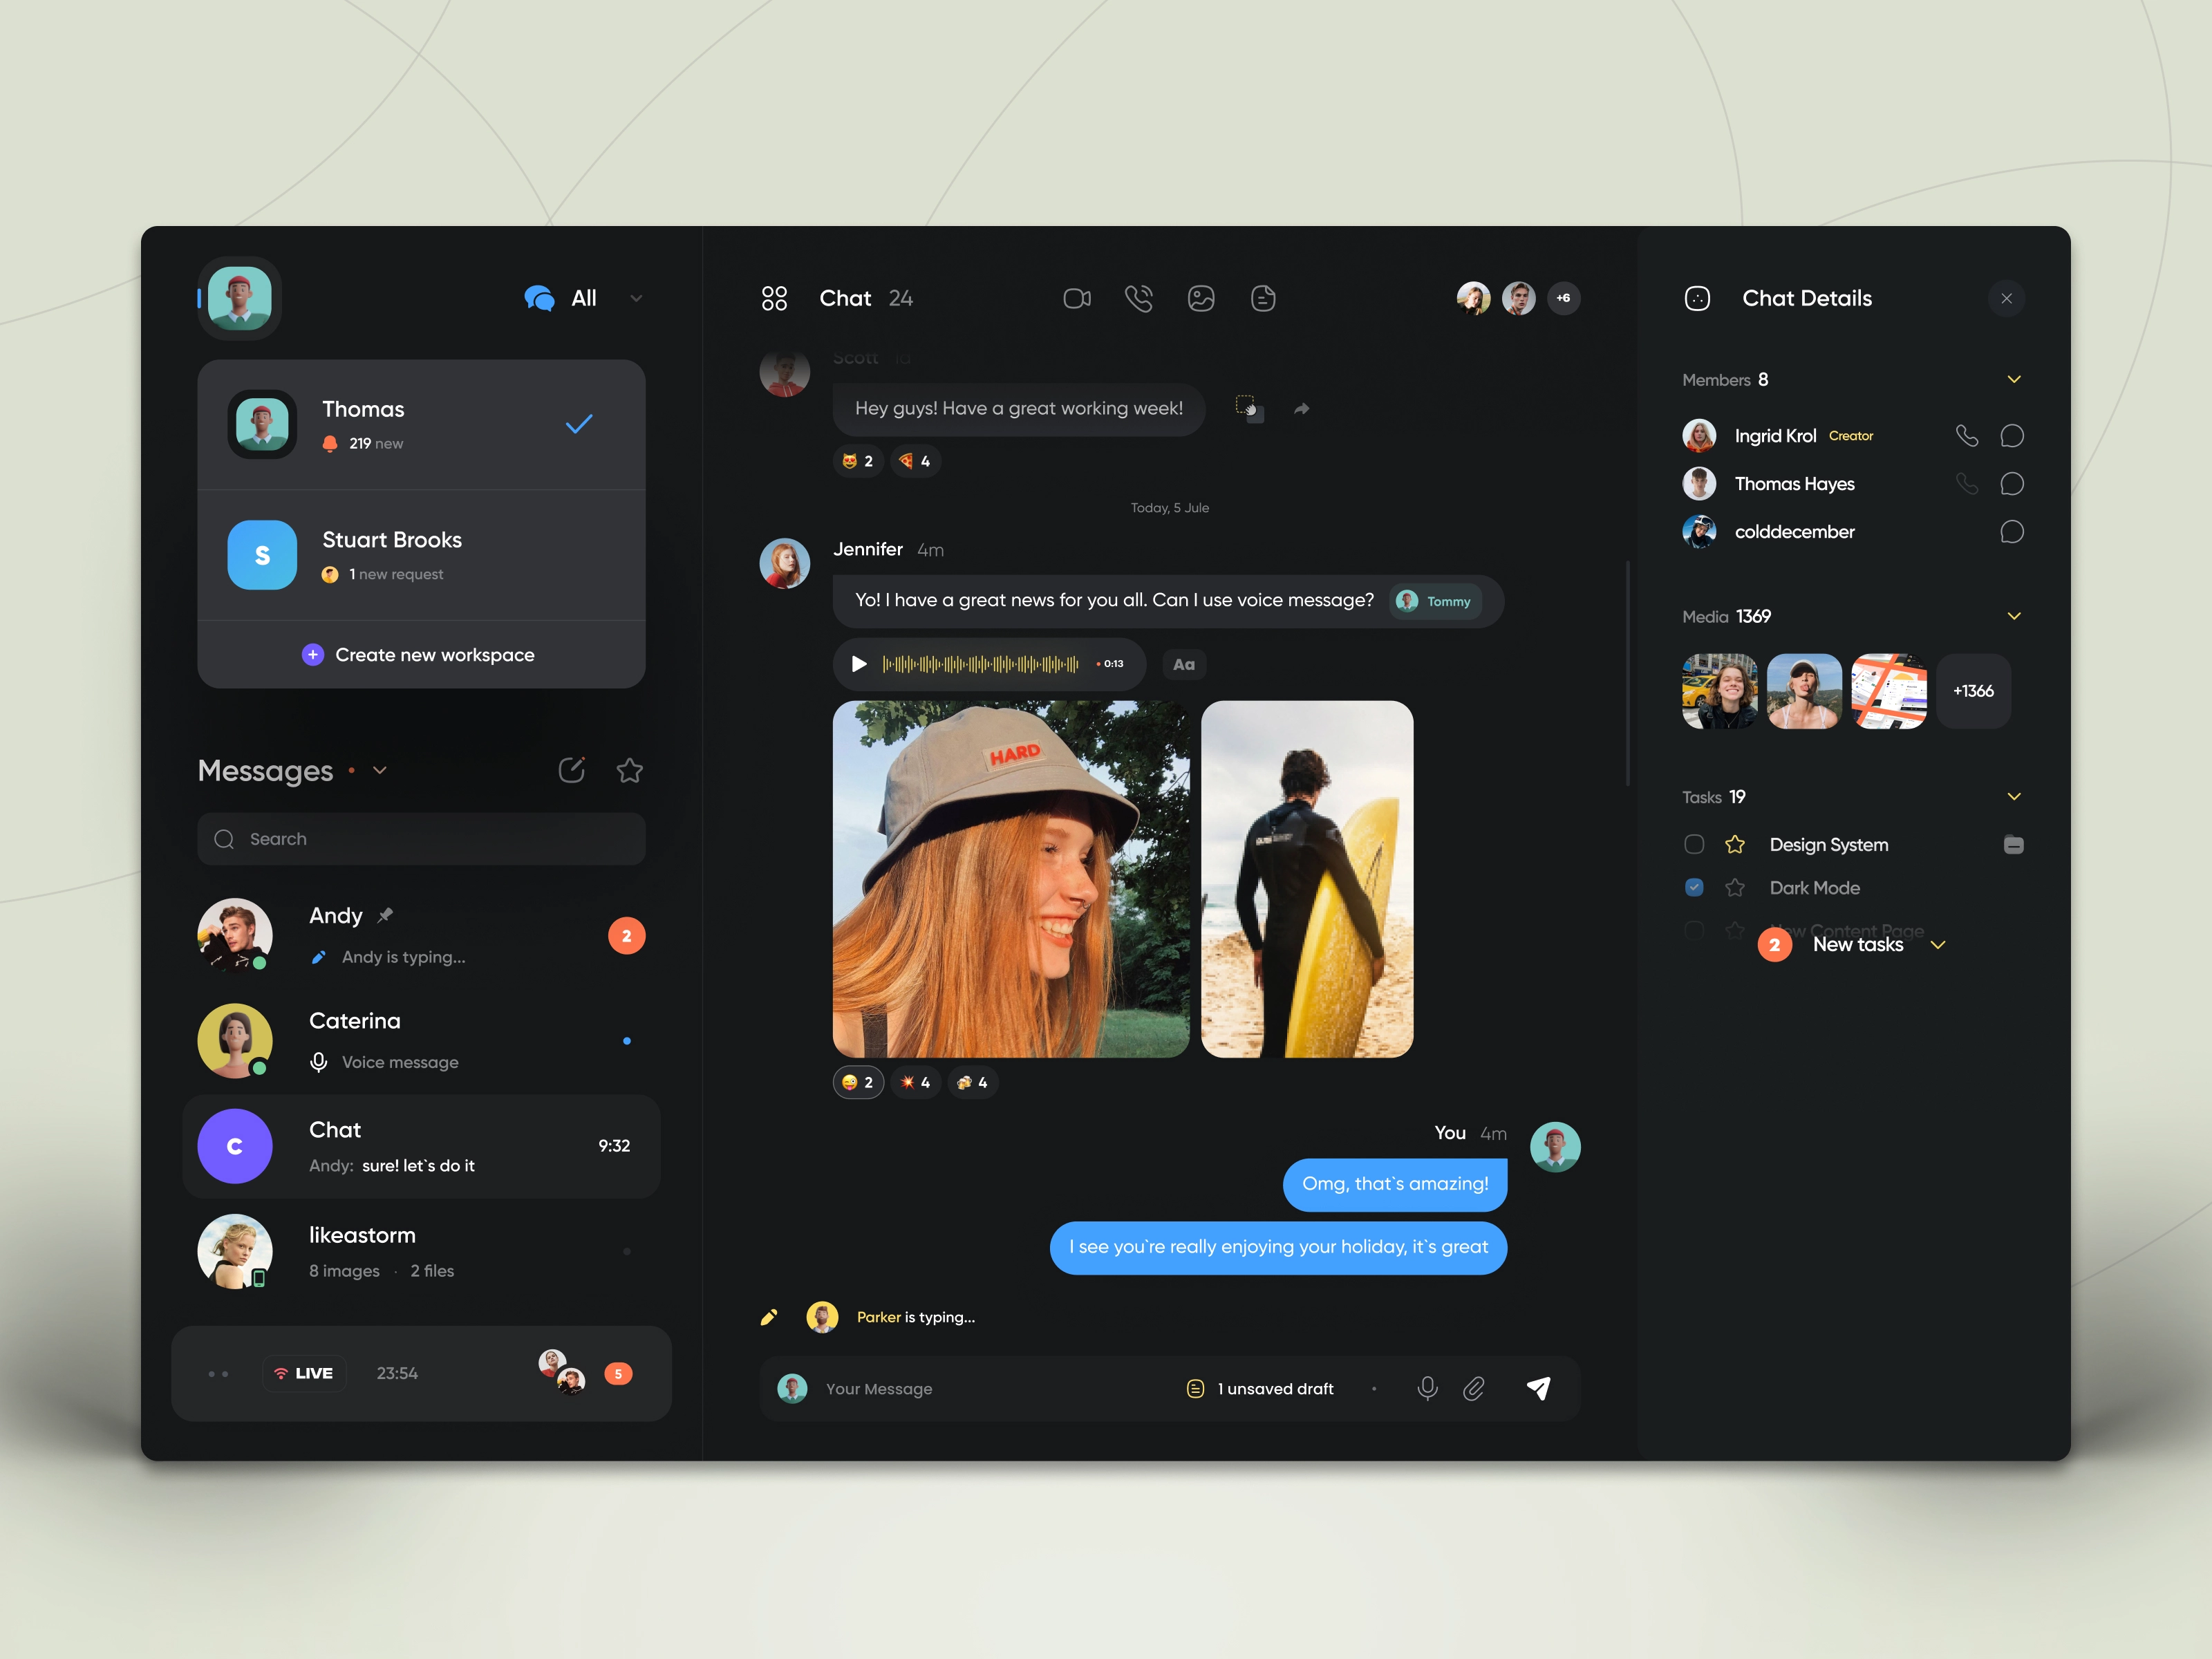 All
Thomas
219 new
S
Stuart Brooks
1 new request
+ Create new workspace
Messages
Search
Andy
Andy is typing...
2
Caterina
Voice message
C
Chat
Andy: sure! let`s do it
9:32
likeastorm
8 images · 2 files
LIVE
23:54
5
Chat 24
+6
Scott 1d
Hey guys! Have a great working week!
2
4
Today, 5 Jule
Jennifer 4m
Yo! I have a great news for you all. Can I use voice message?
Tommy
0:13
Aa
HARD
2
4
4
You 4m
Omg, that`s amazing!
I see you`re really enjoying your holiday, it`s great
Parker is typing...
Your Message
1 unsaved draft
Chat Details
Members 8
Ingrid Krol Creator
Thomas Hayes
colddecember
Media 1369
+1366
Tasks 19
Design System
Dark Mode
Content Page
2 New tasks